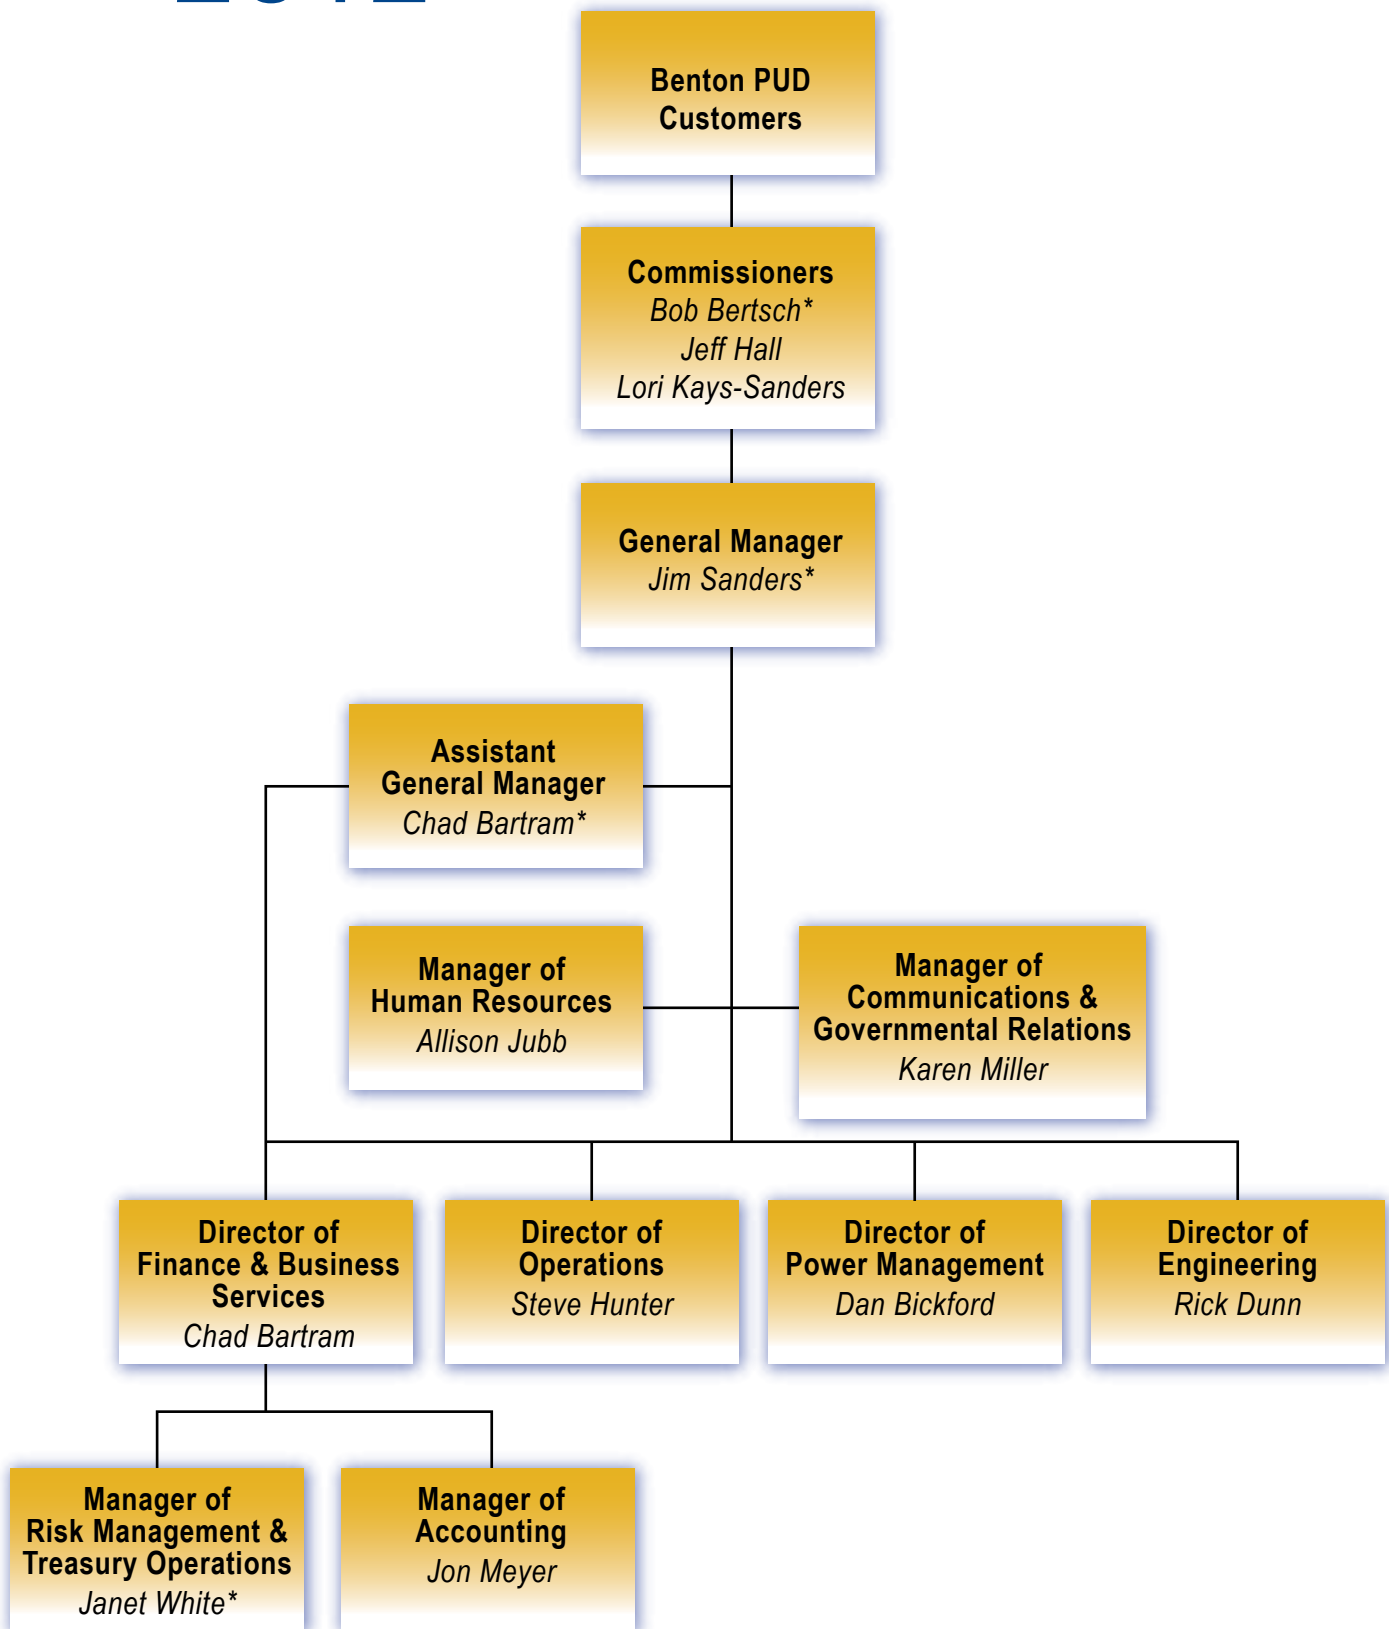 Benton PUD
Customers
Commissioners
Bob Bertsch*
Jeff Hall
Lori Kays-Sanders
General Manager
Jim Sanders*
Assistant
General Manager
Chad Bartram*
Manager of
Human Resources
Allison Jubb
Manager of
Communications &
Governmental Relations
Karen Miller
Director of
Finance & Business
Services
Chad Bartram
Director of
Operations
Steve Hunter
Director of
Power Management
Dan Bickford
Director of
Engineering
Rick Dunn
Manager of
Risk Management &
Treasury Operations
Janet White*
Manager of
Accounting
Jon Meyer